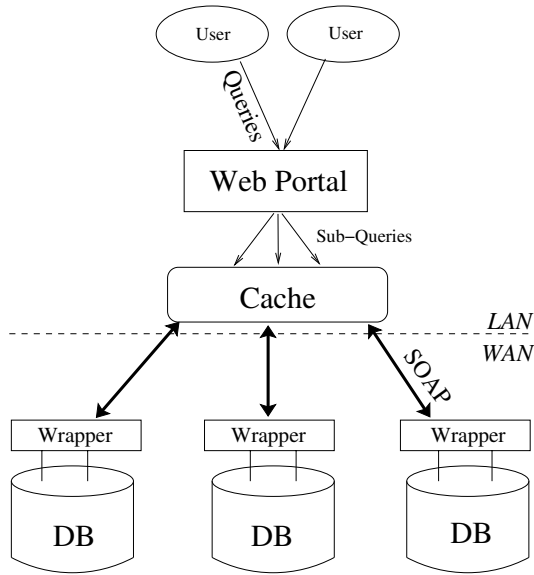 User
User
Queries
Web Portal
Sub-Queries
Cache
LAN
WAN
SOAP
Wrapper
Wrapper
Wrapper
DB
DB
DB